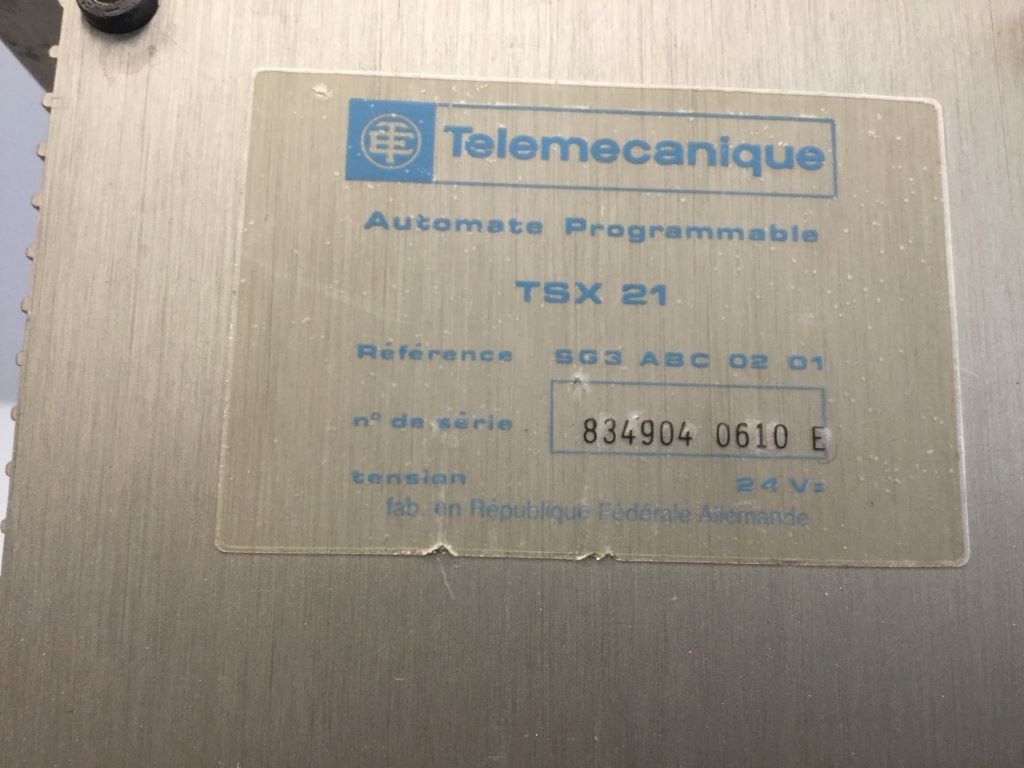 Telemecanique
Automate Programmable
TSX 21
Référence SG3 ABC 02 01
n° de série 834904 0610 E
tension 24 V=
fab. en République Fédérale Allemande